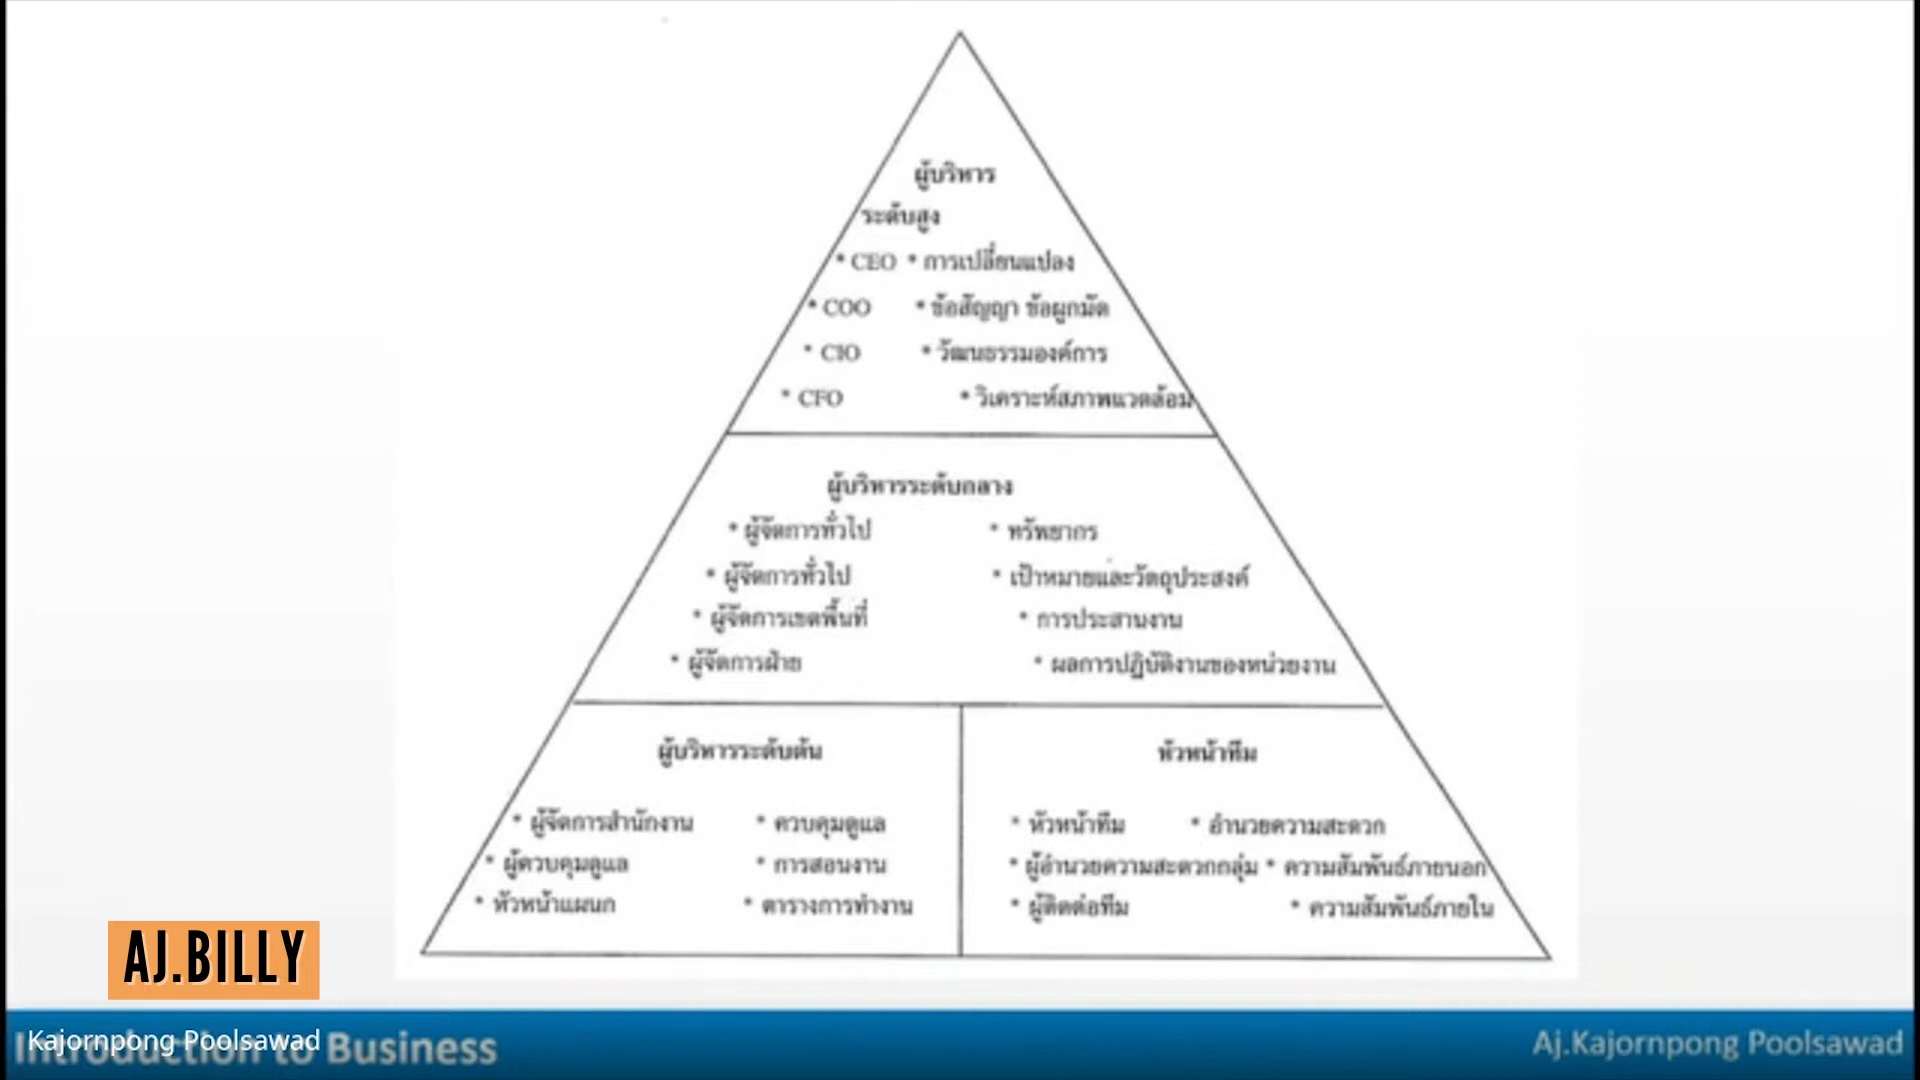 ผู้บริหาร
ระดับสูง
* CEO * การเปลี่ยนแปลง
* COO * ข้อสัญญา ข้อผูกมัด
* CIO * วัฒนธรรมองค์การ
* CFO * วิเคราะห์สภาพแวดล้อม
ผู้บริหารระดับกลาง
* ผู้จัดการทั่วไป * ทรัพยากร
* ผู้จัดการทั่วไป * เป้าหมายและวัตถุประสงค์
* ผู้จัดการเขตพื้นที่ * การประสานงาน
* ผู้จัดการฝ่าย * ผลการปฏิบัติงานของหน่วยงาน
ผู้บริหารระดับต้น
* ผู้จัดการสำนักงาน * ควบคุมดูแล
* ผู้ควบคุมดูแล * การสอนงาน
* หัวหน้าแผนก * ตารางการทำงาน
หัวหน้าทีม
* หัวหน้าทีม * อำนวยความสะดวก
* ผู้อำนวยความสะดวกกลุ่ม * ความสัมพันธ์ภายนอก
* ผู้ติดต่อทีม * ความสัมพันธ์ภายใน
AJ.BILLY
Kajornpong Poolsawad
Introduction to Business
Aj.Kajornpong Poolsawad